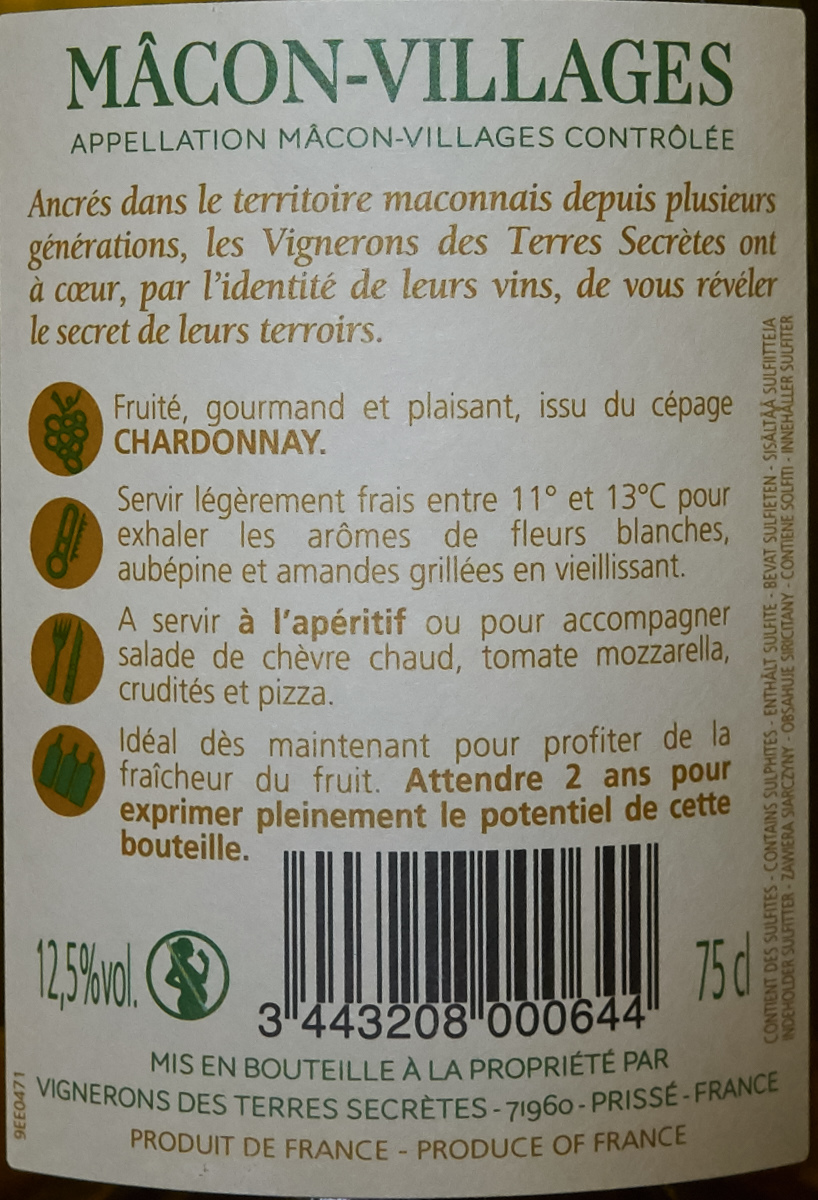 MÂCON-VILLAGES
APPELLATION MÂCON-VILLAGES CONTRÔLÉE
Ancrés dans le territoire maconnais depuis plusieurs
générations, les Vignerons des Terres Secrètes ont
à cœur, par l'identité de leurs vins, de vous révéler
le secret de leurs terroirs.
Fruité, gourmand et plaisant, issu du cépage
CHARDONNAY.
Servir légèrement frais entre 11° et 13°C pour
exhaler les arômes de fleurs blanches,
aubépine et amandes grillées en vieillissant.
A servir à l'apéritif ou pour accompagner
salade de chèvre chaud, tomate mozzarella,
crudités et pizza.
Idéal dès maintenant pour profiter de la
fraîcheur du fruit. Attendre 2 ans pour
exprimer pleinement le potentiel de cette
bouteille.
12,5%vol.
3 443208 000644
75 cl
MIS EN BOUTEILLE À LA PROPRIÉTÉ PAR
VIGNERONS DES TERRES SECRÈTES - 71960 - PRISSÉ - FRANCE
PRODUIT DE FRANCE - PRODUCE OF FRANCE
9EE0471
CONTIENT DES SULFITES - CONTAINS SULPHITES - ENTHÄLT SULFITE - BEVAT SULFIETEN - SISÄLTÄÄ SULFIITTEJA
INDEHOLDER SULFITTER - ZAWIERA SIARCZYNY - OBSAHUJE SIRICITANY - CONTIENE SOLFITI - INNEHÅLLER SULFITER